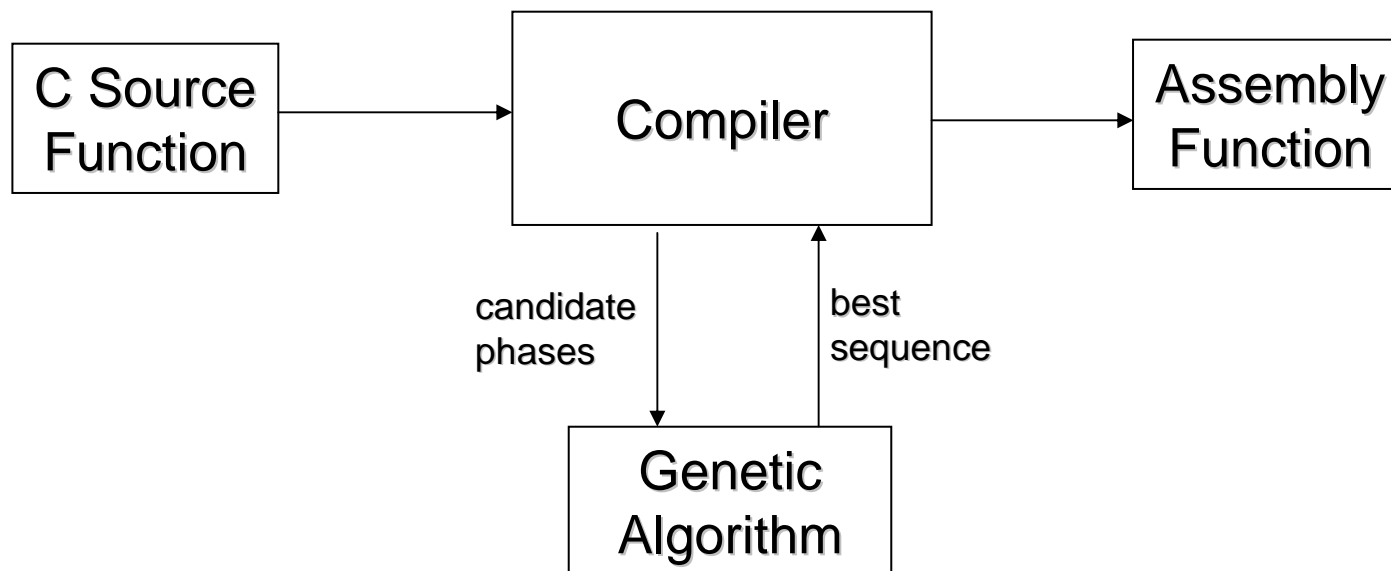 C Source
Function
Compiler
Assembly
Function
candidate
phases
best
sequence
Genetic
Algorithm